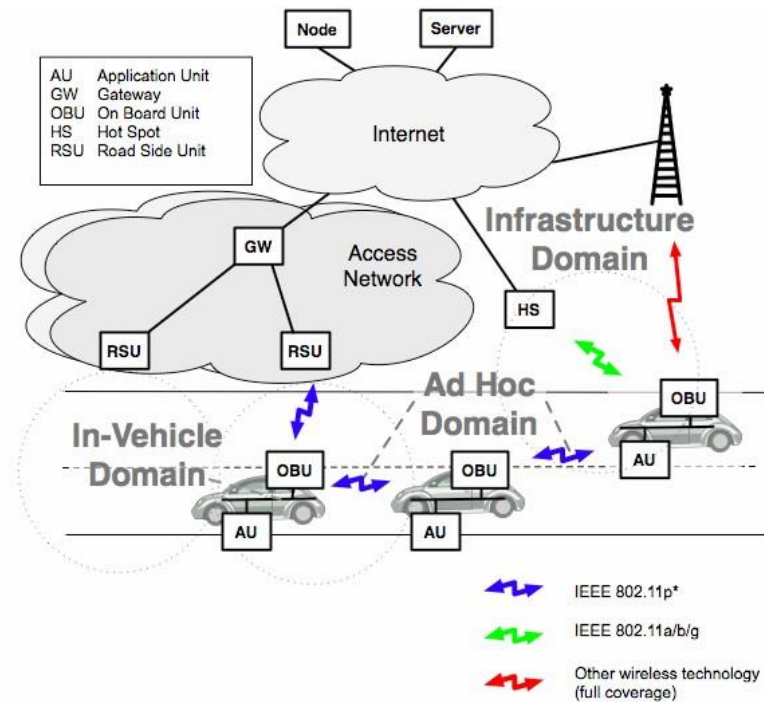 Node
Server
AU Application Unit
GW Gateway
OBU On Board Unit
HS Hot Spot
RSU Road Side Unit
Internet
Infrastructure
Domain
GW
Access
Network
HS
RSU
RSU
Ad Hoc
Domain
OBU
In-Vehicle
Domain
OBU
OBU
AU
AU
AU
IEEE 802.11p*
IEEE 802.11a/b/g
Other wireless technology
(full coverage)